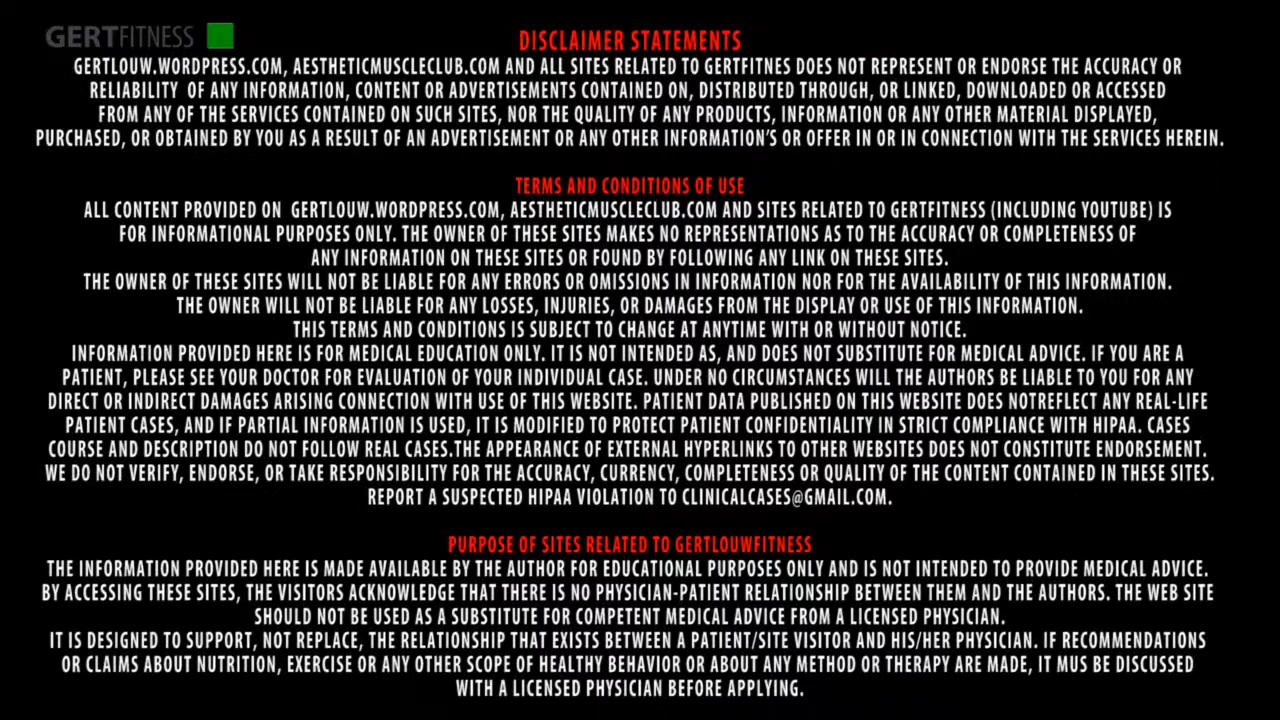 GERTFITNESS
DISCLAIMER STATEMENTS
GERTLOUW.WORDPRESS.COM, AESTHETICMUSCLECLUB.COM AND ALL SITES RELATED TO GERTFITNES DOES NOT REPRESENT OR ENDORSE THE ACCURACY OR
RELIABILITY OF ANY INFORMATION, CONTENT OR ADVERTISEMENTS CONTAINED ON, DISTRIBUTED THROUGH, OR LINKED, DOWNLOADED OR ACCESSED
FROM ANY OF THE SERVICES CONTAINED ON SUCH SITES, NOR THE QUALITY OF ANY PRODUCTS, INFORMATION OR ANY OTHER MATERIAL DISPLAYED,
PURCHASED, OR OBTAINED BY YOU AS A RESULT OF AN ADVERTISEMENT OR ANY OTHER INFORMATION'S OR OFFER IN OR IN CONNECTION WITH THE SERVICES HEREIN.
TERMS AND CONDITIONS OF USE
ALL CONTENT PROVIDED ON GERTLOUW.WORDPRESS.COM, AESTHETICMUSCLECLUB.COM AND SITES RELATED TO GERTFITNESS (INCLUDING YOUTUBE) IS
FOR INFORMATIONAL PURPOSES ONLY. THE OWNER OF THESE SITES MAKES NO REPRESENTATIONS AS TO THE ACCURACY OR COMPLETENESS OF
ANY INFORMATION ON THESE SITES OR FOUND BY FOLLOWING ANY LINK ON THESE SITES.
THE OWNER OF THESE SITES WILL NOT BE LIABLE FOR ANY ERRORS OR OMISSIONS IN INFORMATION NOR FOR THE AVAILABILITY OF THIS INFORMATION.
THE OWNER WILL NOT BE LIABLE FOR ANY LOSSES, INJURIES, OR DAMAGES FROM THE DISPLAY OR USE OF THIS INFORMATION.
THIS TERMS AND CONDITIONS IS SUBJECT TO CHANGE AT ANYTIME WITH OR WITHOUT NOTICE.
INFORMATION PROVIDED HERE IS FOR MEDICAL EDUCATION ONLY. IT IS NOT INTENDED AS, AND DOES NOT SUBSTITUTE FOR MEDICAL ADVICE. IF YOU ARE A
PATIENT, PLEASE SEE YOUR DOCTOR FOR EVALUATION OF YOUR INDIVIDUAL CASE. UNDER NO CIRCUMSTANCES WILL THE AUTHORS BE LIABLE TO YOU FOR ANY
DIRECT OR INDIRECT DAMAGES ARISING CONNECTION WITH USE OF THIS WEBSITE. PATIENT DATA PUBLISHED ON THIS WEBSITE DOES NOTREFLECT ANY REAL-LIFE
PATIENT CASES, AND IF PARTIAL INFORMATION IS USED, IT IS MODIFIED TO PROTECT PATIENT CONFIDENTIALITY IN STRICT COMPLIANCE WITH HIPAA. CASES
COURSE AND DESCRIPTION DO NOT FOLLOW REAL CASES.THE APPEARANCE OF EXTERNAL HYPERLINKS TO OTHER WEBSITES DOES NOT CONSTITUTE ENDORSEMENT.
WE DO NOT VERIFY, ENDORSE, OR TAKE RESPONSIBILITY FOR THE ACCURACY, CURRENCY, COMPLETENESS OR QUALITY OF THE CONTENT CONTAINED IN THESE SITES.
REPORT A SUSPECTED HIPAA VIOLATION TO CLINICALCASES@GMAIL.COM.
PURPOSE OF SITES RELATED TO GERTLOUWFITNESS
THE INFORMATION PROVIDED HERE IS MADE AVAILABLE BY THE AUTHOR FOR EDUCATIONAL PURPOSES ONLY AND IS NOT INTENDED TO PROVIDE MEDICAL ADVICE.
BY ACCESSING THESE SITES, THE VISITORS ACKNOWLEDGE THAT THERE IS NO PHYSICIAN-PATIENT RELATIONSHIP BETWEEN THEM AND THE AUTHORS. THE WEB SITE
SHOULD NOT BE USED AS A SUBSTITUTE FOR COMPETENT MEDICAL ADVICE FROM A LICENSED PHYSICIAN.
IT IS DESIGNED TO SUPPORT, NOT REPLACE, THE RELATIONSHIP THAT EXISTS BETWEEN A PATIENT/SITE VISITOR AND HIS/HER PHYSICIAN. IF RECOMMENDATIONS
OR CLAIMS ABOUT NUTRITION, EXERCISE OR ANY OTHER SCOPE OF HEALTHY BEHAVIOR OR ABOUT ANY METHOD OR THERAPY ARE MADE, IT MUS BE DISCUSSED
WITH A LICENSED PHYSICIAN BEFORE APPLYING.